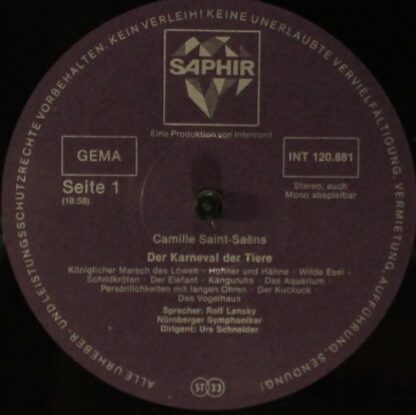 ALLE URHEBER- UND LEISTUNGSSCHUTZRECHTE VORBEHALTEN. KEIN VERLEIH! KEINE UNERLAUBTE VERVIELFÄLTIGUNG, VERMIETUNG, AUFFÜHRUNG, SENDUNG!
SAPHIR
Eine Produktion von Intercord
GEMA
INT 120.881
Seite 1
(18:58)
Stereo, auch
Mono abspielbar
Camille Saint-Saëns
Der Karneval der Tiere
Königlicher Marsch des Löwen · Hühner und Hähne · Wilde Esel ·
Schildkröten · Der Elefant · Känguruhs · Das Aquarium ·
Persönlichkeiten mit langen Ohren · Der Kuckuck ·
Das Vogelhaus
Sprecher: Rolf Lansky
Nürnberger Symphoniker
Dirigent: Urs Schneider
ST 33